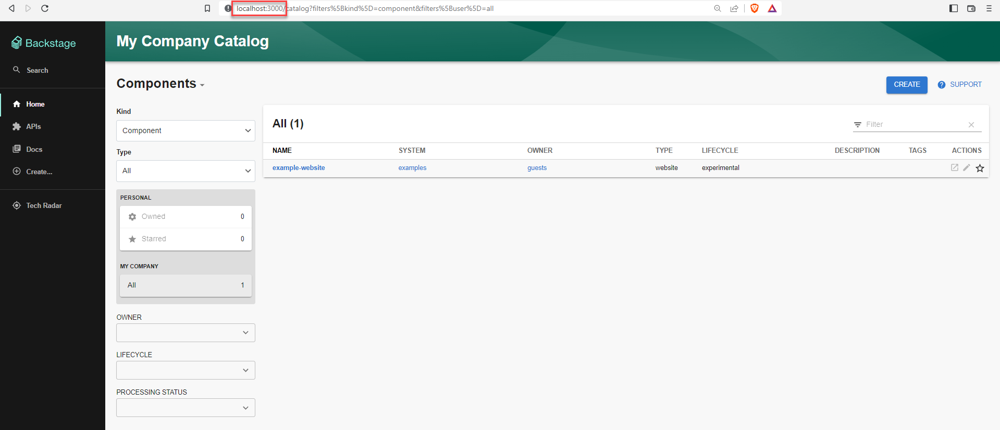 localhost:3000/catalog?filters%5Bkind%5D=component&filters%5Buser%5D=all
Backstage
Search
Home
APIs
Docs
Create...
Tech Radar
My Company Catalog
Components
CREATE
SUPPORT
Kind
Component
Type
All
PERSONAL
Owned 0
Starred 0
MY COMPANY
All 1
OWNER
LIFECYCLE
PROCESSING STATUS
All (1)
Filter
NAME SYSTEM OWNER TYPE LIFECYCLE DESCRIPTION TAGS ACTIONS
example-website examples guests website experimental